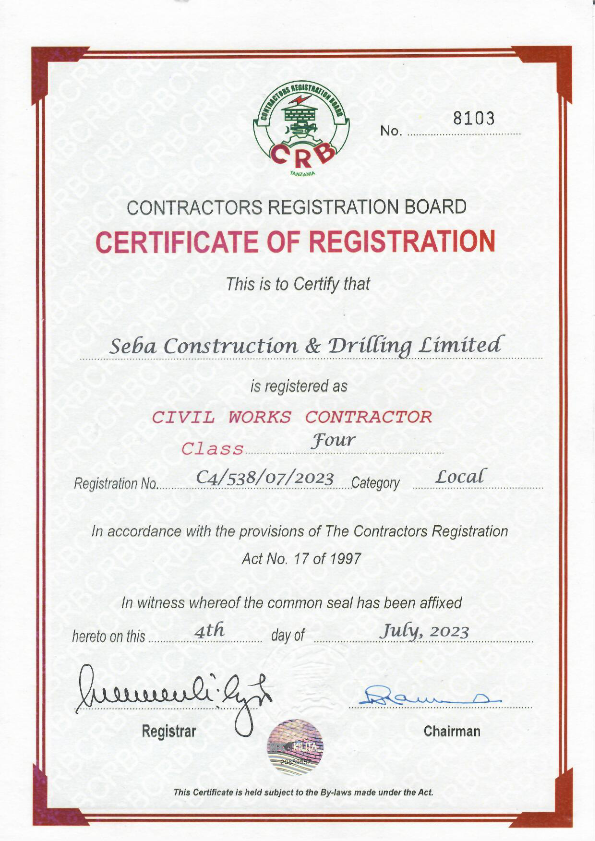 CONTRACTORS REGISTRATION BOARD
CRB
TANZANIA
No. 8103
CONTRACTORS REGISTRATION BOARD
CERTIFICATE OF REGISTRATION
This is to Certify that
Seba Construction & Drilling Limited
is registered as
CIVIL WORKS CONTRACTOR
Class Four
Registration No. C4/538/07/2023 Category Local
In accordance with the provisions of The Contractors Registration
Act No. 17 of 1997
In witness whereof the common seal has been affixed
hereto on this 4th day of July, 2023
Registrar Chairman
This Certificate is held subject to the By-laws made under the Act.